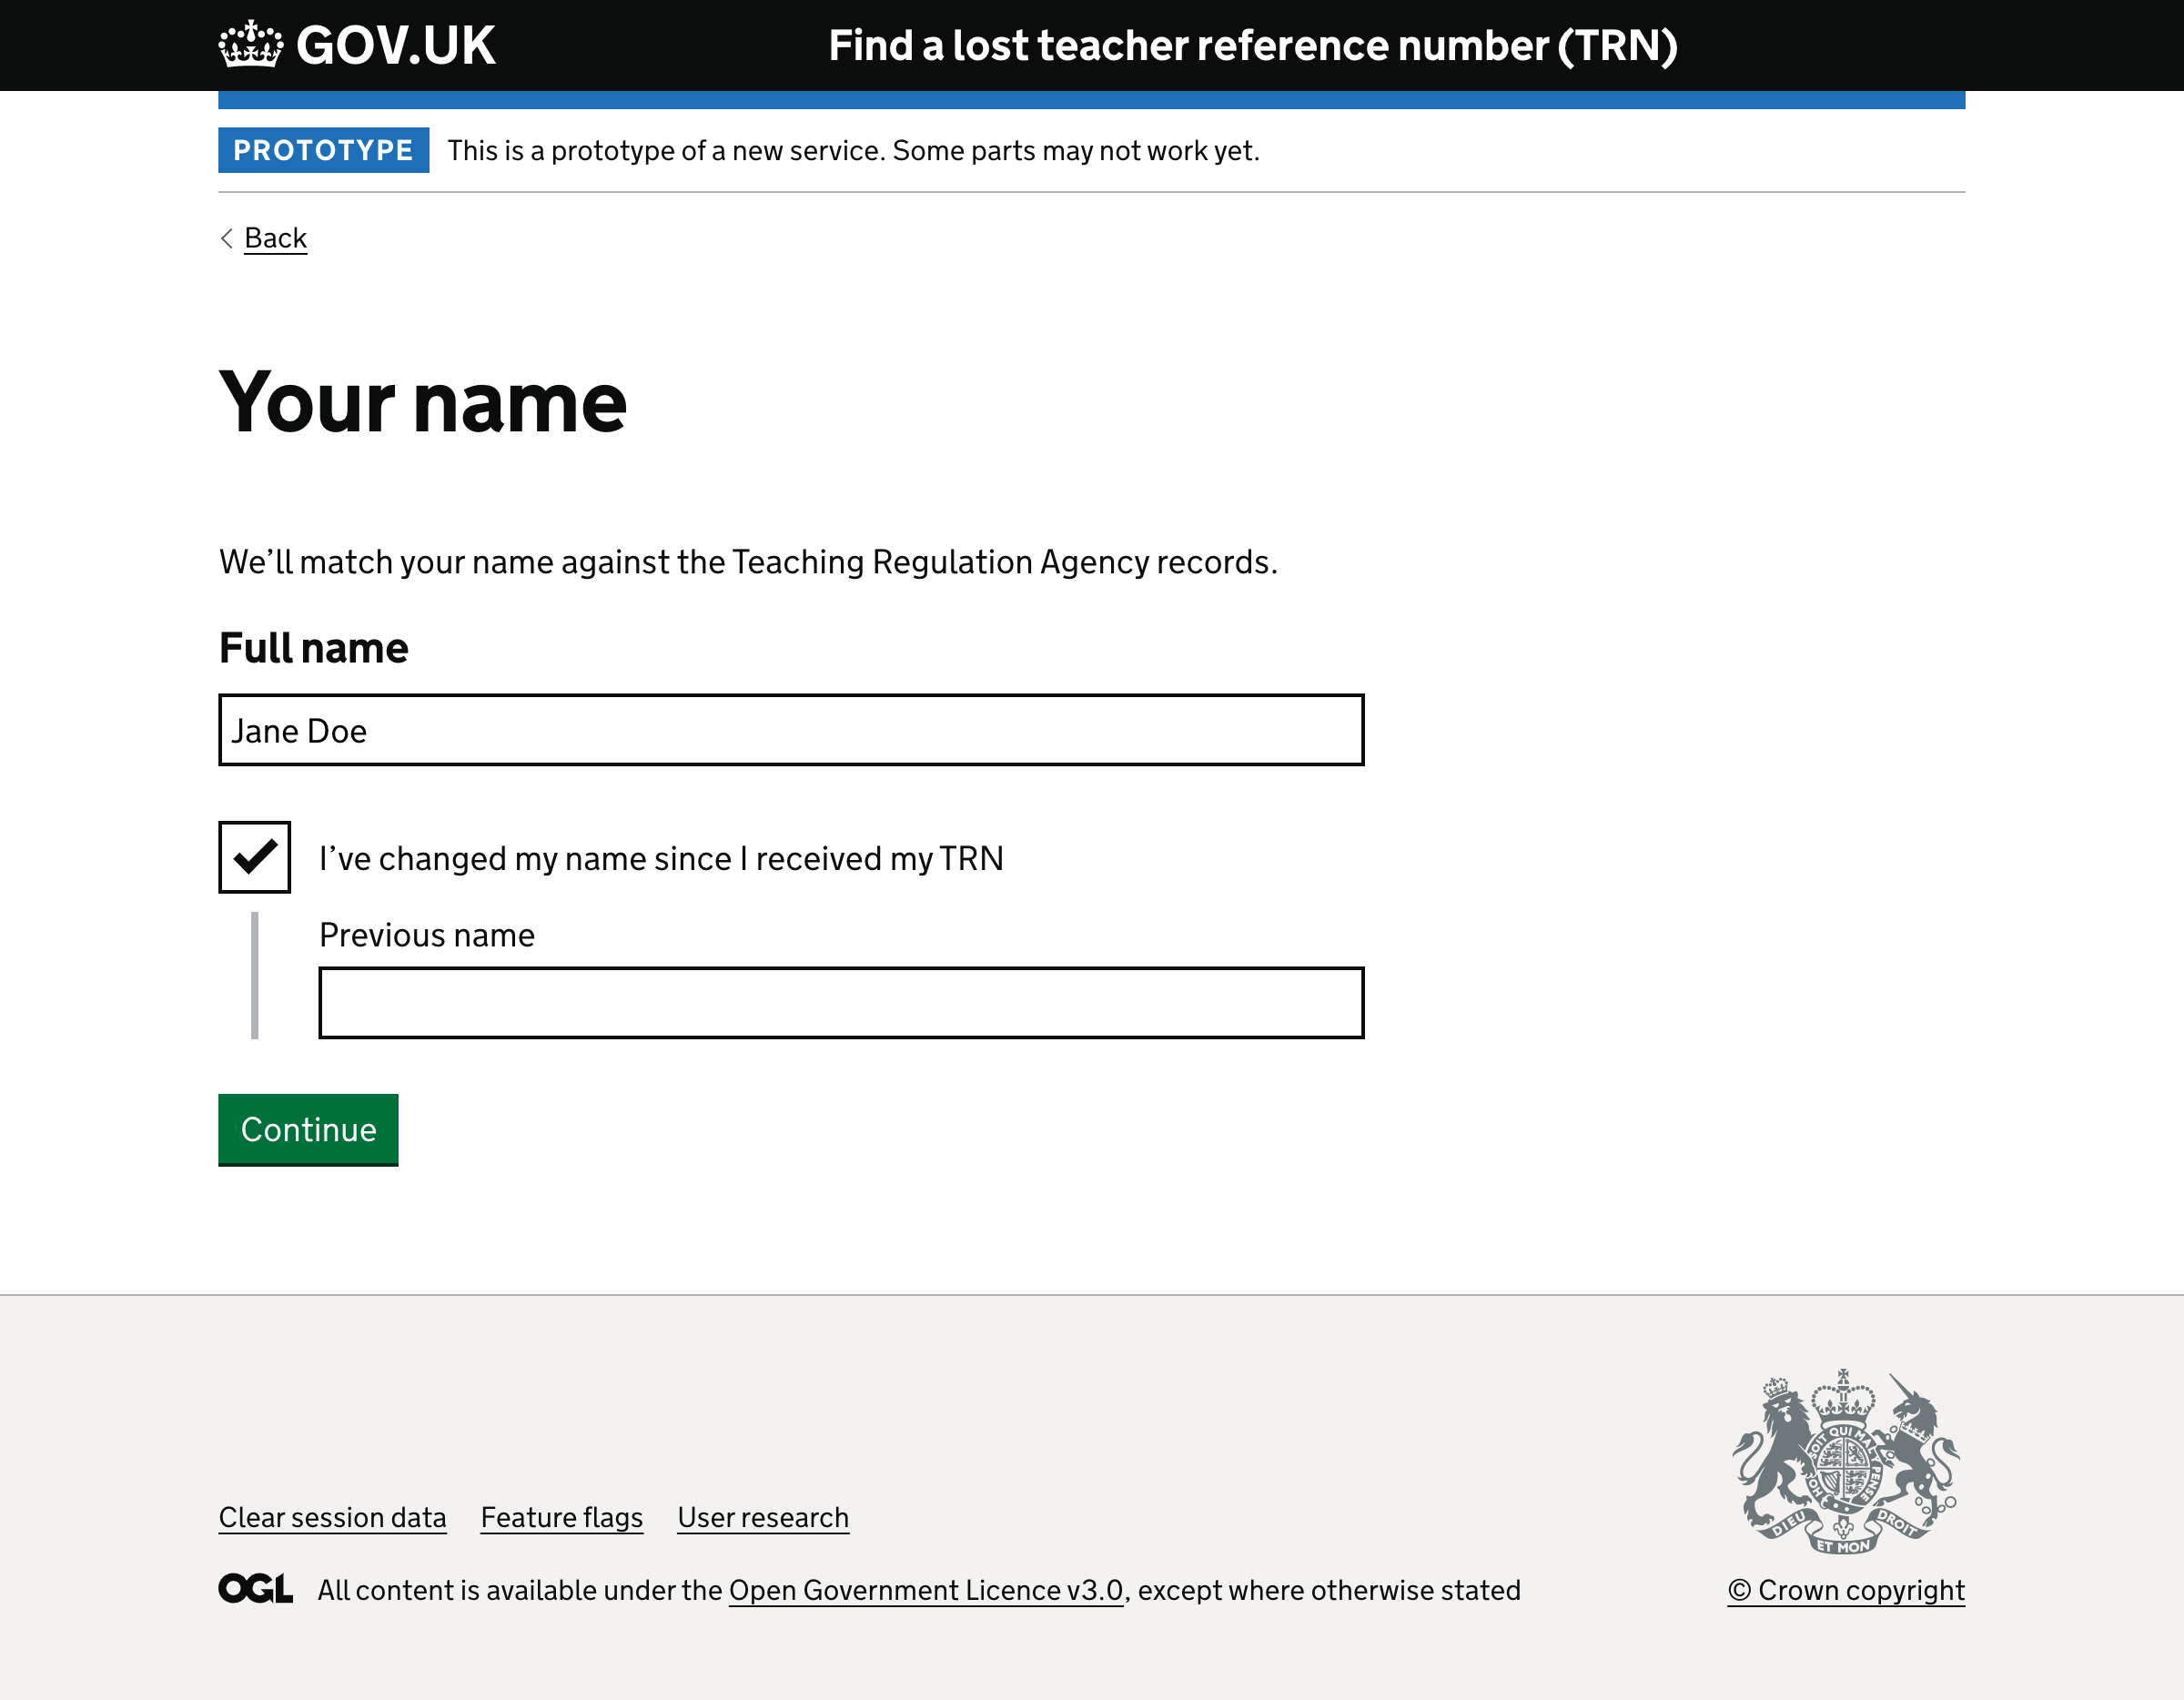 GOV.UK
Find a lost teacher reference number (TRN)
PROTOTYPE
This is a prototype of a new service. Some parts may not work yet.
Back
Your name
We’ll match your name against the Teaching Regulation Agency records.
Full name
Jane Doe
I’ve changed my name since I received my TRN
Previous name
Continue
SOIT QUI MAL
PENSE
DIEU
ET MON
DROIT
Clear session data
Feature flags
User research
OGL
All content is available under the Open Government Licence v3.0, except where otherwise stated
© Crown copyright